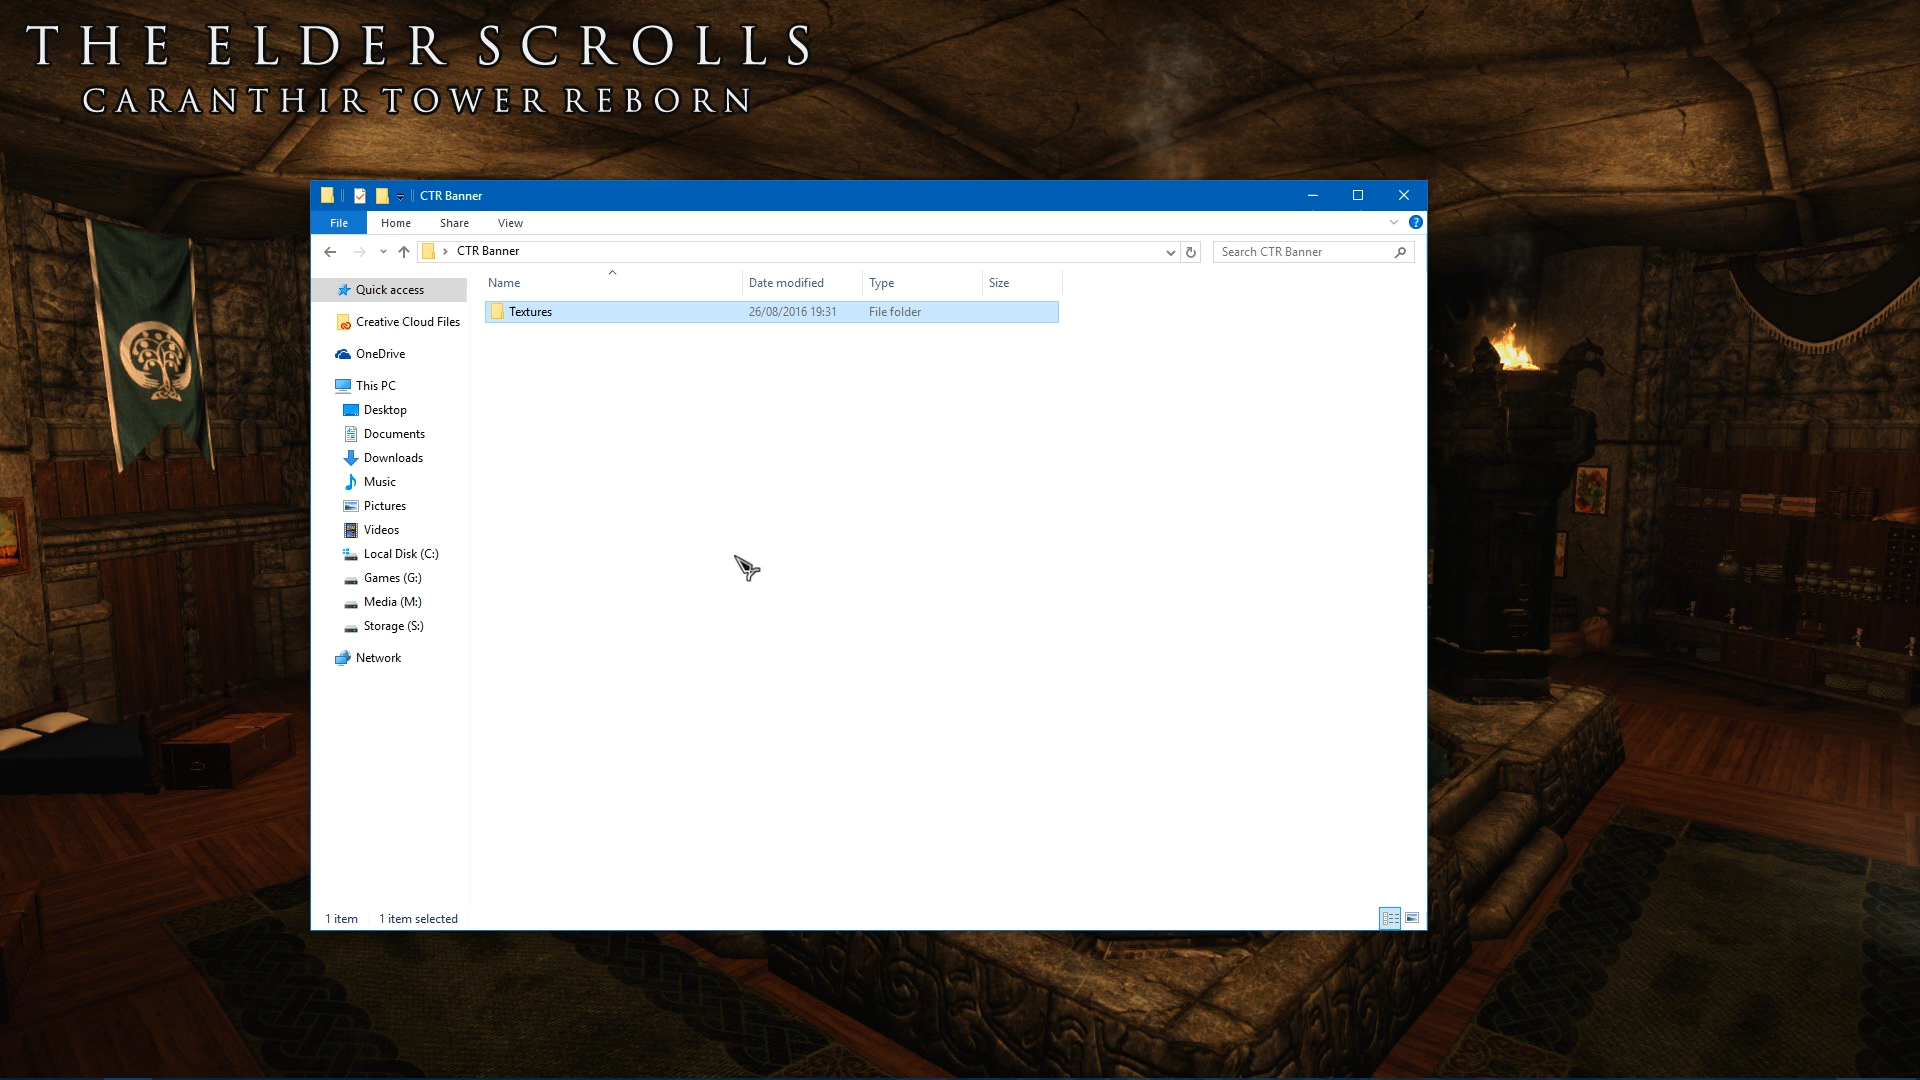 THE ELDER SCROLLS
CARANTHIR TOWER REBORN
CTR Banner
File Home Share View
CTR Banner
Search CTR Banner
Name Date modified Type Size
Textures 26/08/2016 19:31 File folder
Quick access
Creative Cloud Files
OneDrive
This PC
Desktop
Documents
Downloads
Music
Pictures
Videos
Local Disk (C:)
Games (G:)
Media (M:)
Storage (S:)
Network
1 item 1 item selected